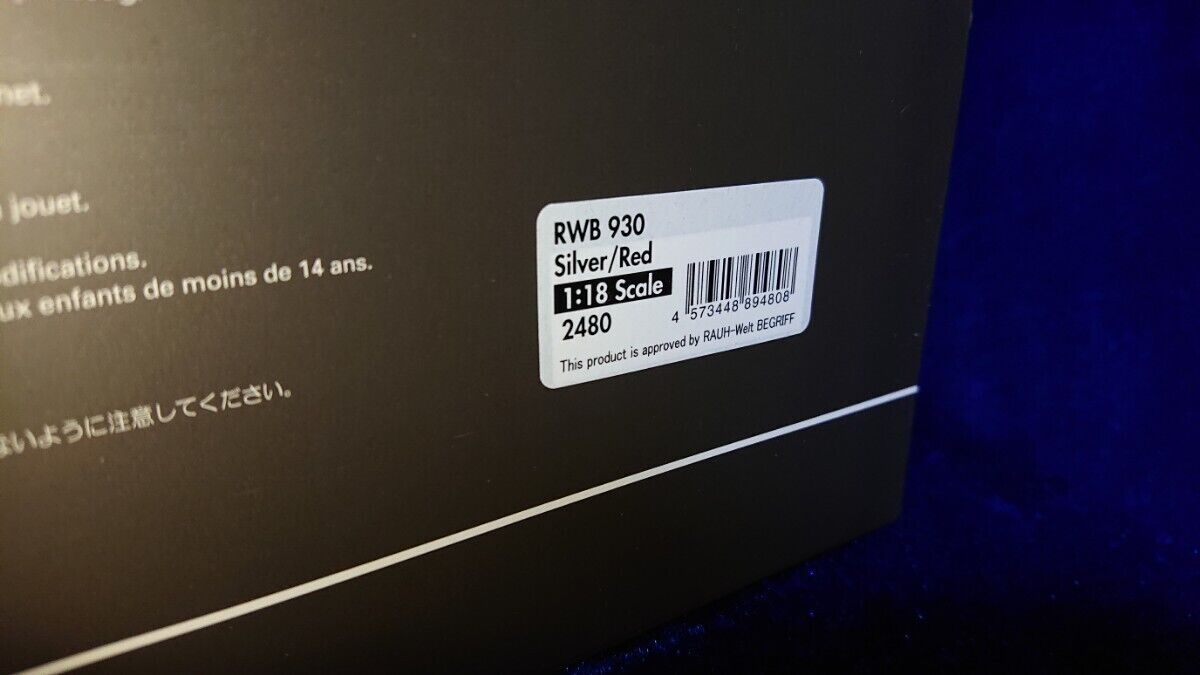 jouet.
difications.
ux enfants de moins de 14 ans.
ないように注意してください。
RWB 930
Silver/Red
1:18 Scale
2480
4 573448 894808
This product is approved by RAUH-Welt BEGRIFF